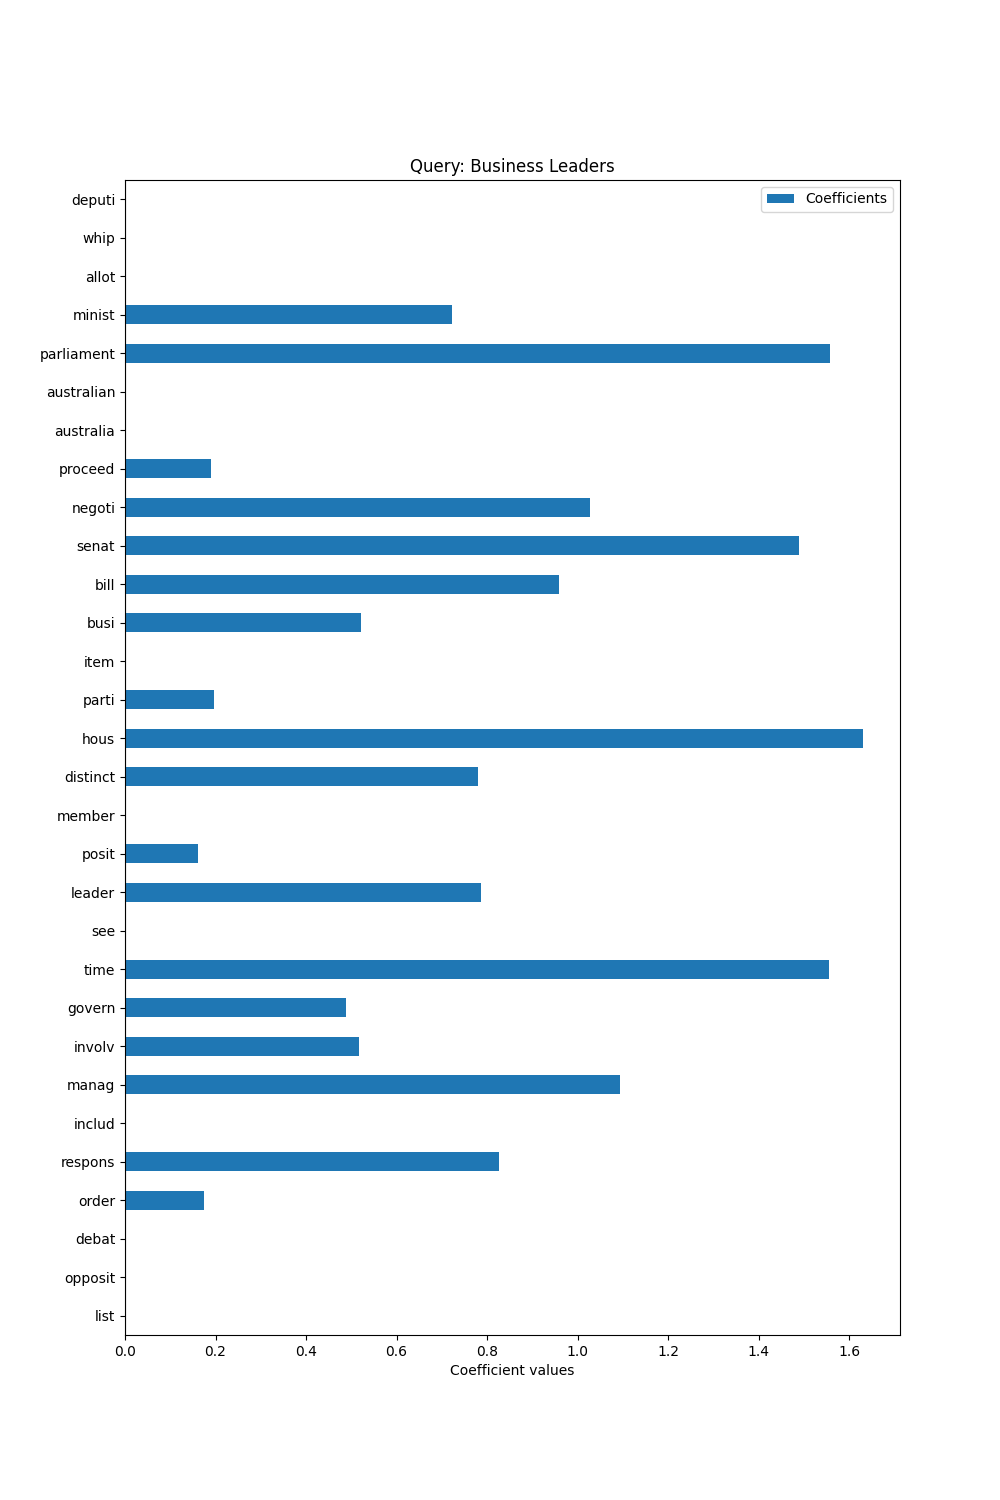 Query: Business Leaders
Coefficients
deputi
whip
allot
minist
parliament
australian
australia
proceed
negoti
senat
bill
busi
item
parti
hous
distinct
member
posit
leader
see
time
govern
involv
manag
includ
respons
order
debat
opposit
list
0.0 0.2 0.4 0.6 0.8 1.0 1.2 1.4 1.6
Coefficient values